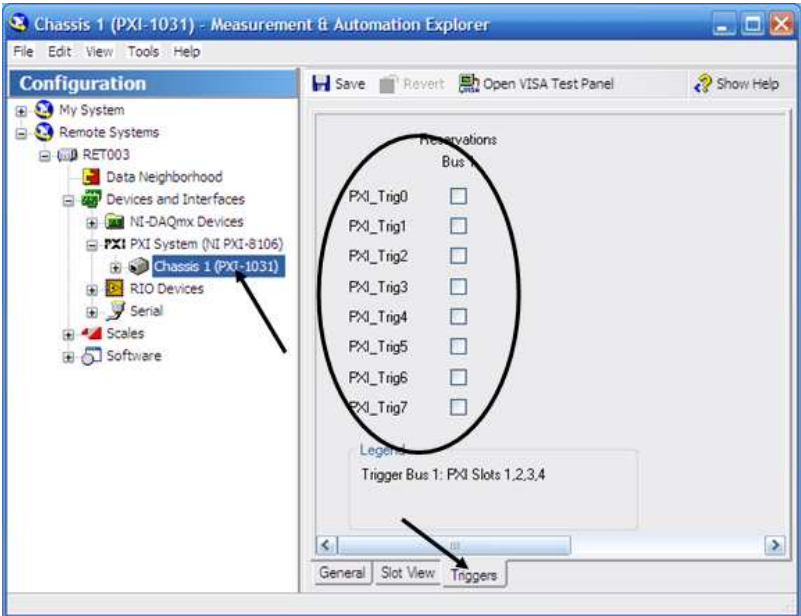 Chassis 1 (PXI-1031) - Measurement & Automation Explorer
File Edit View Tools Help
Configuration
My System
Remote Systems
RET003
Data Neighborhood
Devices and Interfaces
NI-DAQmx Devices
PXI PXI System (NI PXI-8106)
Chassis 1 (PXI-1031)
RIO Devices
Serial
Scales
Software
Save Revert Open VISA Test Panel Show Help
Reservations
Bus 1
PXI_Trig0
PXI_Trig1
PXI_Trig2
PXI_Trig3
PXI_Trig4
PXI_Trig5
PXI_Trig6
PXI_Trig7
Legend
Trigger Bus 1: PXI Slots 1,2,3,4
General Slot View Triggers